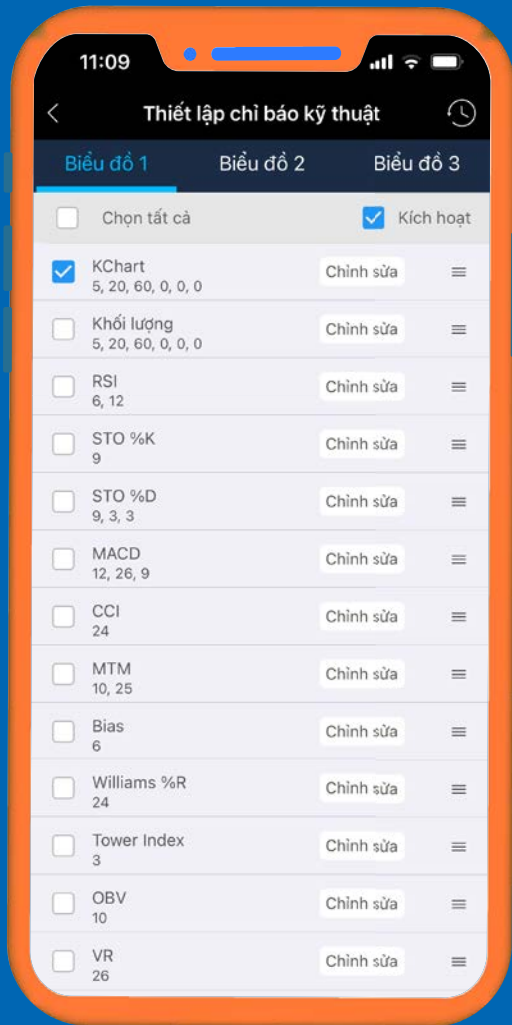 11:09
Thiết lập chỉ báo kỹ thuật
Biểu đồ 1 Biểu đồ 2 Biểu đồ 3
Chọn tất cả Kích hoạt
KChart Chỉnh sửa
5, 20, 60, 0, 0, 0
Khối lượng Chỉnh sửa
5, 20, 60, 0, 0, 0
RSI Chỉnh sửa
6, 12
STO %K Chỉnh sửa
9
STO %D Chỉnh sửa
9, 3, 3
MACD Chỉnh sửa
12, 26, 9
CCI Chỉnh sửa
24
MTM Chỉnh sửa
10, 25
Bias Chỉnh sửa
6
Williams %R Chỉnh sửa
24
Tower Index Chỉnh sửa
3
OBV Chỉnh sửa
10
VR Chỉnh sửa
26